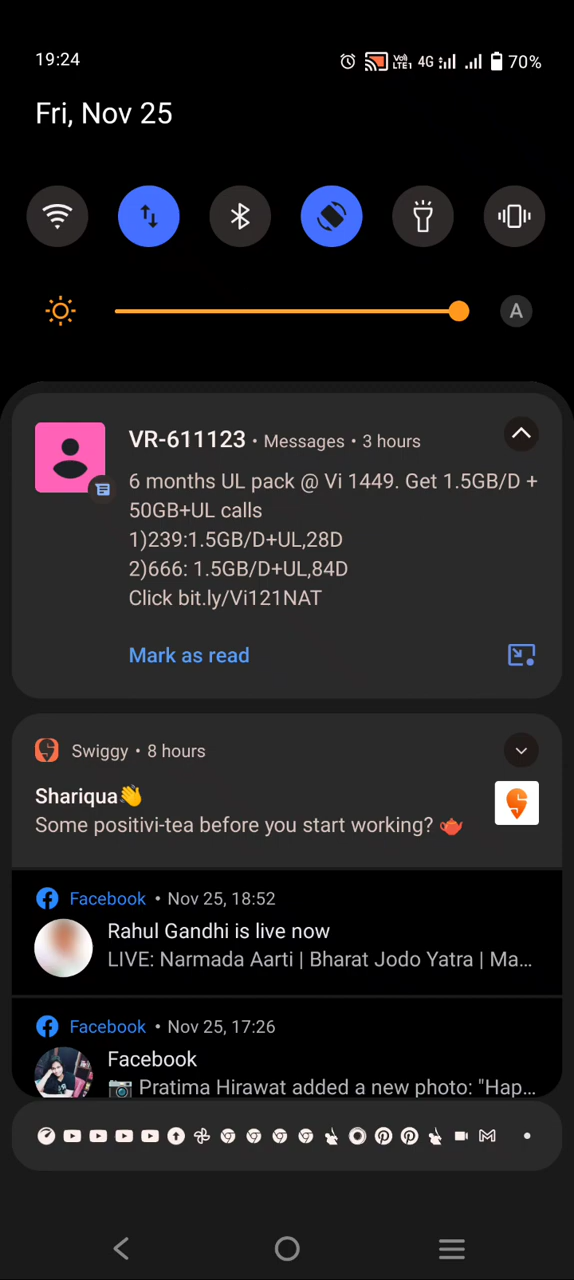 19:24
Vo)) LTE1 4G 70%
Fri, Nov 25
A
VR-611123 • Messages • 3 hours
6 months UL pack @ Vi 1449. Get 1.5GB/D +
50GB+UL calls
1)239:1.5GB/D+UL,28D
2)666: 1.5GB/D+UL,84D
Click bit.ly/Vi121NAT
Mark as read
Swiggy • 8 hours
Shariqua👋
Some positivi-tea before you start working? 🫖
Facebook • Nov 25, 18:52
Rahul Gandhi is live now
LIVE: Narmada Aarti | Bharat Jodo Yatra | Ma...
Facebook • Nov 25, 17:26
Facebook
📷 Pratima Hirawat added a new photo: "Hap...